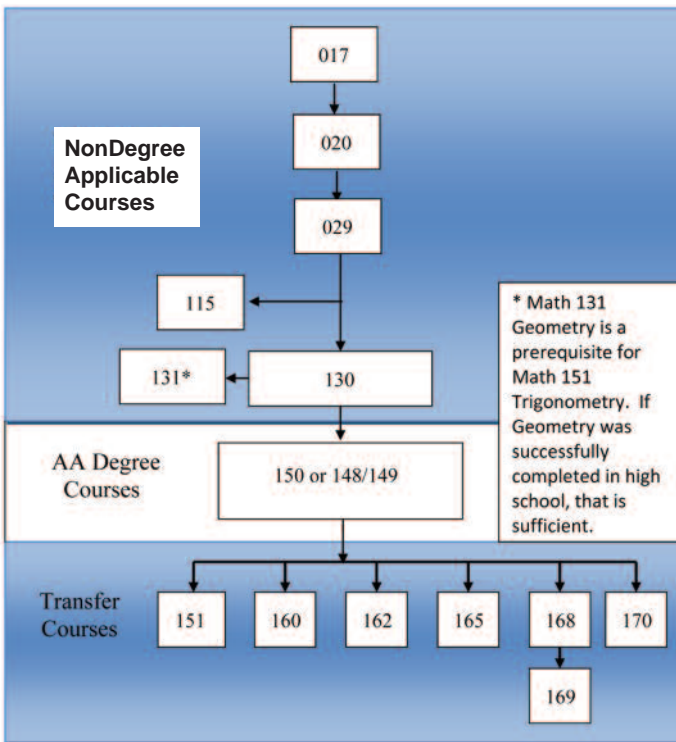 017
020
NonDegree
Applicable
Courses
029
115
* Math 131
Geometry is a
prerequisite for
Math 151
Trigonometry. If
Geometry was
successfully
completed in high
school, that is
sufficient.
131*
130
AA Degree
Courses
150 or 148/149
Transfer
Courses
151
160
162
165
168
170
169